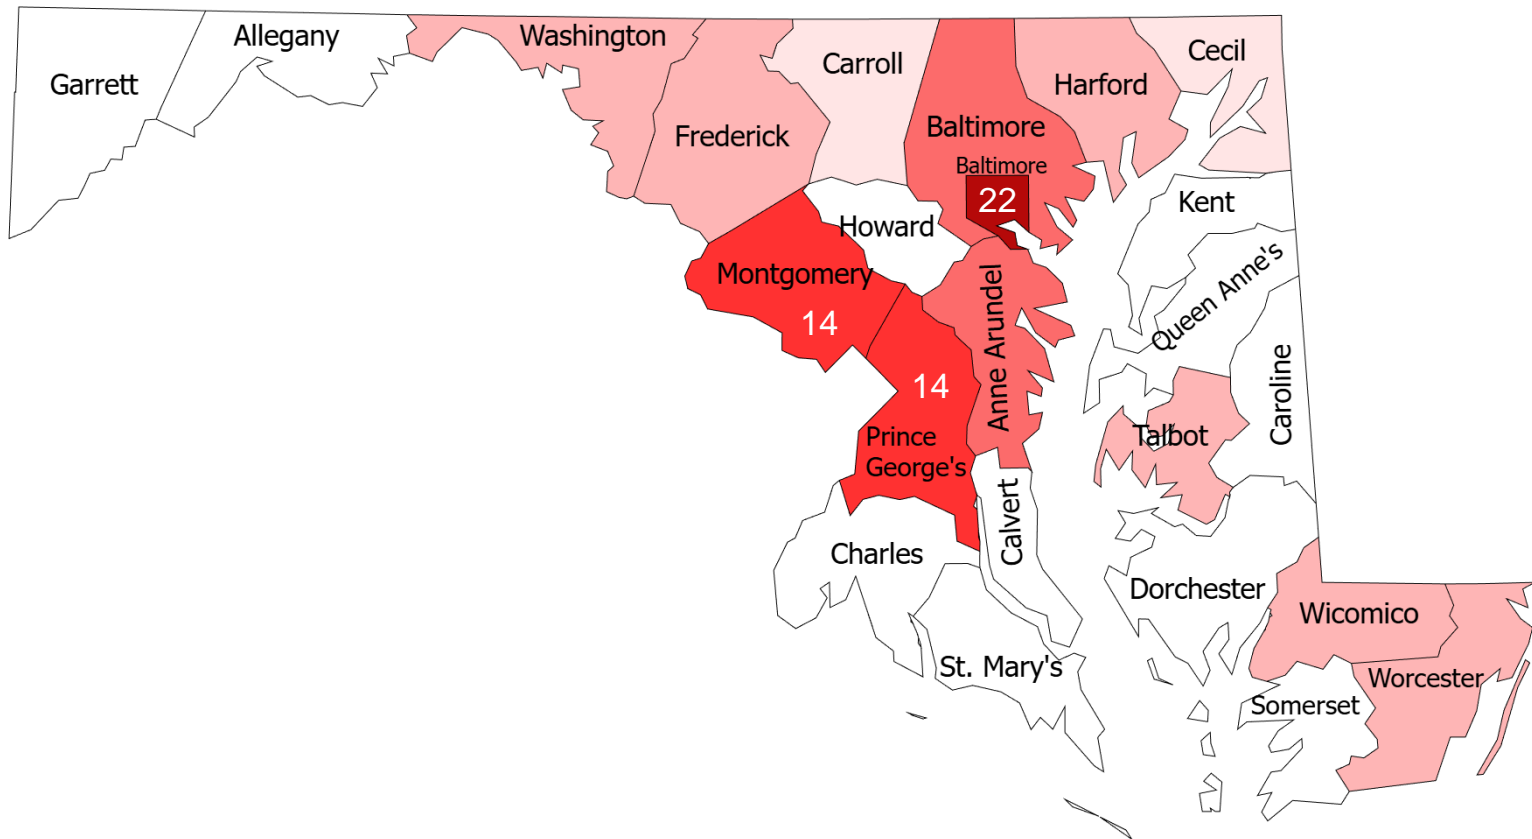 Garrett
Allegany
Washington
Frederick
Carroll
Baltimore
Baltimore
22
Harford
Cecil
Howard
Montgomery
14
14
Prince
George's
Anne Arundel
Kent
Queen Anne's
Caroline
Talbot
Calvert
Charles
St. Mary's
Dorchester
Wicomico
Worcester
Somerset